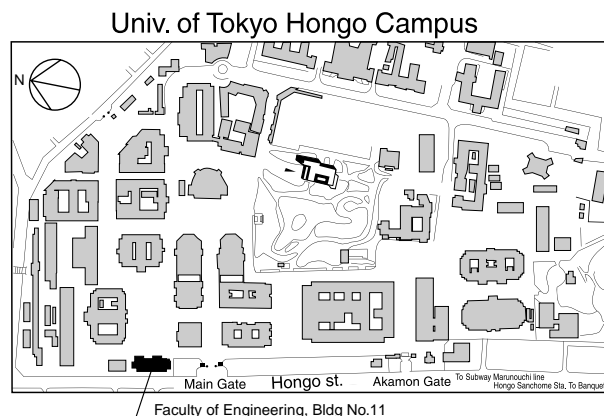 Univ. of Tokyo Hongo Campus
N
Main Gate
Hongo st.
Akamon Gate
To Subway Marunouchi line
Hongo Sanchome Sta. To Banquet
Faculty of Engineering, Bldg No.11